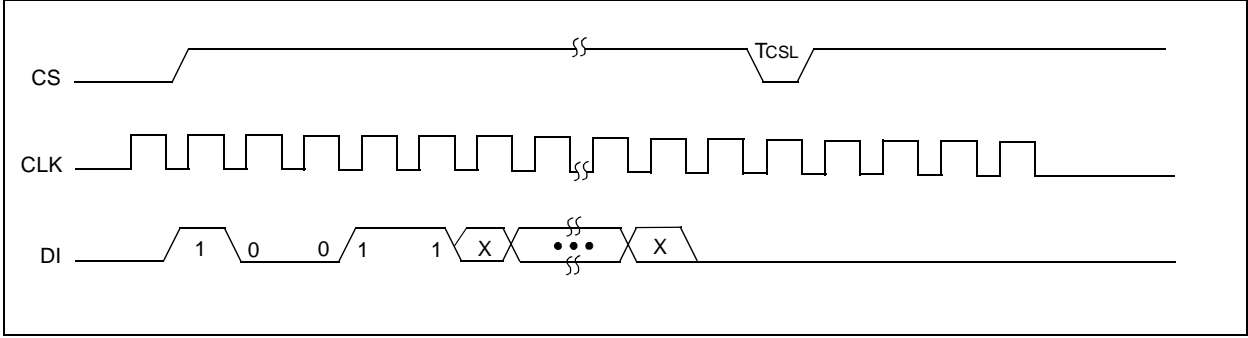 CS TCSL
CLK
DI 1 0 0 1 1 X • • • X